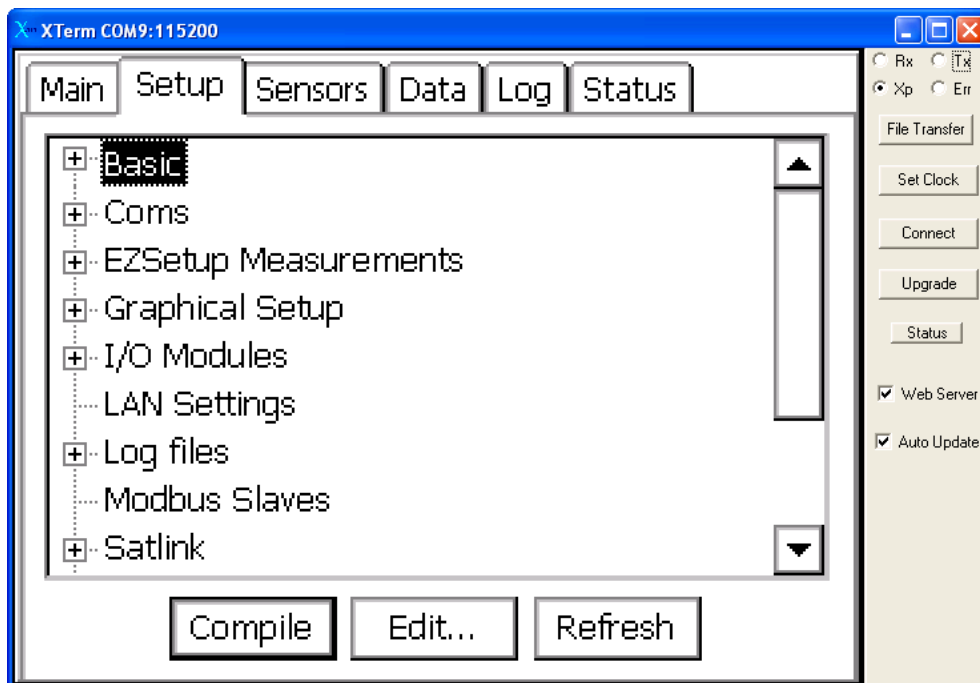 XTerm COM9:115200
Main Setup Sensors Data Log Status
Rx Tx
Xp Err
Basic
Coms
EZSetup Measurements
Graphical Setup
I/O Modules
LAN Settings
Log files
Modbus Slaves
Satlink
Compile Edit... Refresh
File Transfer
Set Clock
Connect
Upgrade
Status
Web Server
Auto Update